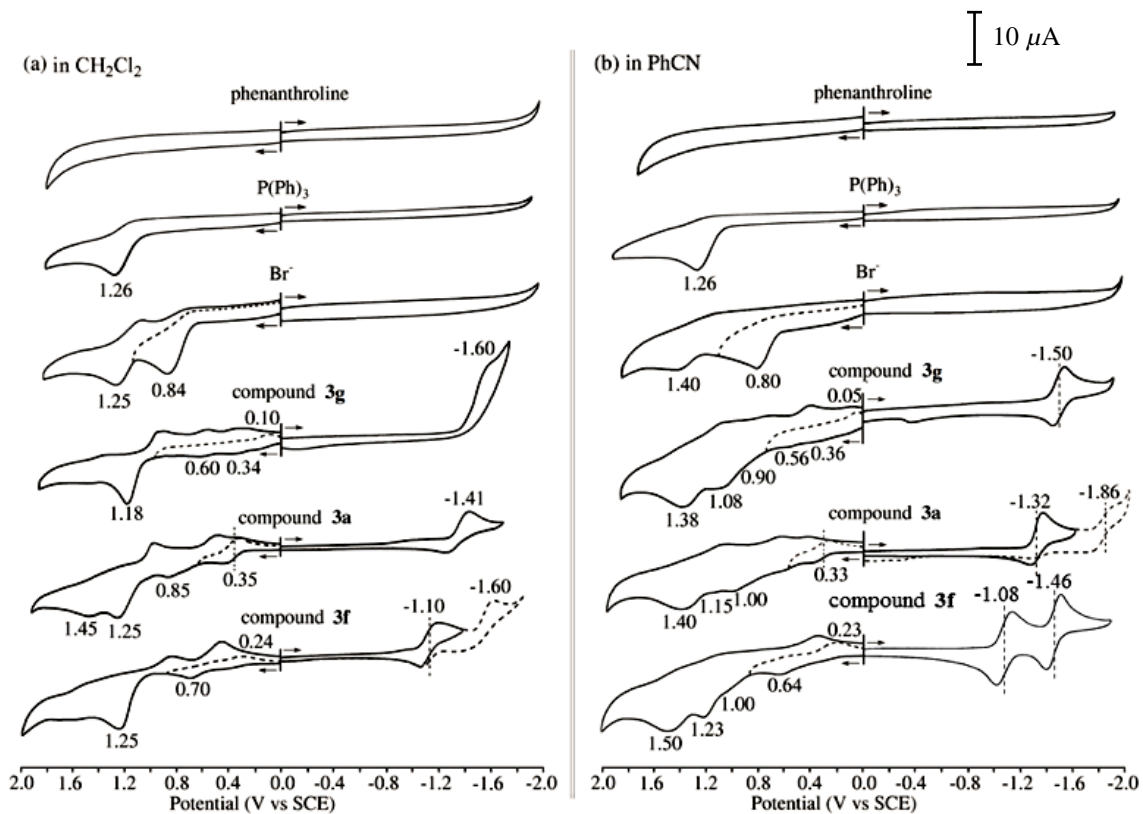 10 μA
(a) in CH₂Cl₂
phenanthroline
P(Ph)₃
1.26
Br⁻
1.25
0.84
-1.60
compound 3g
0.10
0.60
0.34
1.18
-1.41
compound 3a
0.85
0.35
1.45
1.25
-1.10
-1.60
compound 3f
0.24
0.70
1.25
2.0 1.6 1.2 0.8 0.4 0.0 -0.4 -0.8 -1.2 -1.6 -2.0
Potential (V vs SCE)
(b) in PhCN
phenanthroline
P(Ph)₃
1.26
Br⁻
1.40
0.80
-1.50
compound 3g
0.05
0.56
0.36
0.90
1.08
1.38
-1.32
-1.86
compound 3a
0.33
1.00
1.15
1.40
-1.08
-1.46
compound 3f
0.23
0.64
1.00
1.23
1.50
2.0 1.6 1.2 0.8 0.4 0.0 -0.4 -0.8 -1.2 -1.6 -2.0
Potential (V vs SCE)